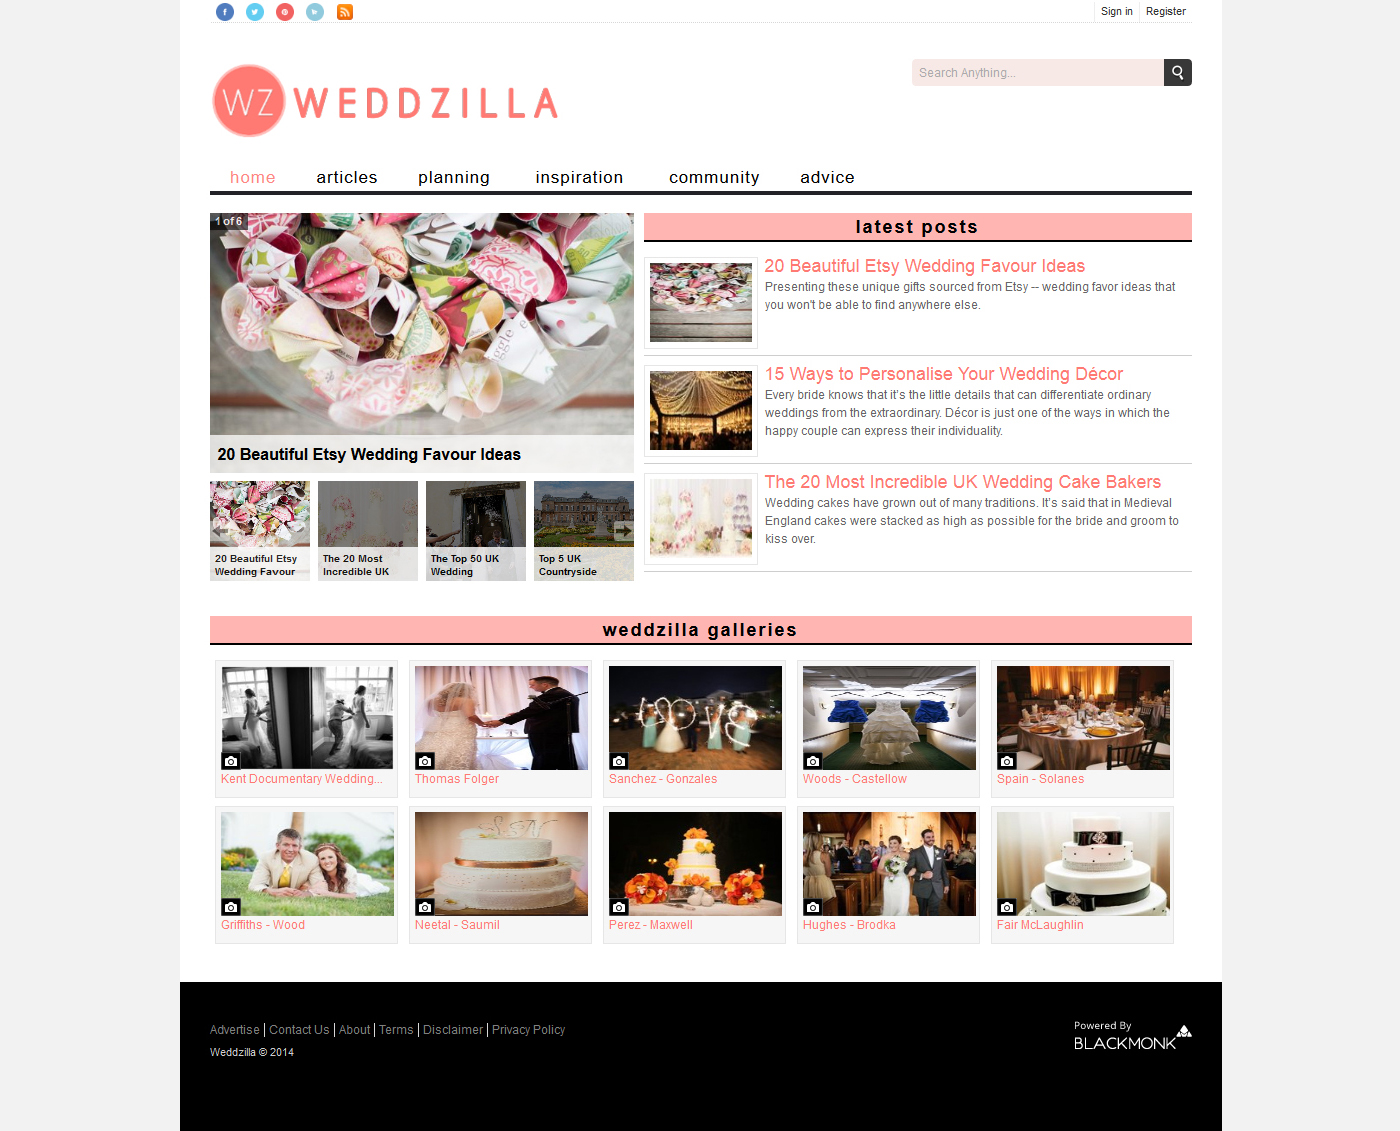 Sign in
Register
Search Anything...
WZ WEDDZILLA
home
articles
planning
inspiration
community
advice
1 of 6
20 Beautiful Etsy Wedding Favour Ideas
20 Beautiful Etsy
Wedding Favour
The 20 Most
Incredible UK
The Top 50 UK
Wedding
Top 5 UK
Countryside
latest posts
20 Beautiful Etsy Wedding Favour Ideas
Presenting these unique gifts sourced from Etsy -- wedding favor ideas that
you won't be able to find anywhere else.
15 Ways to Personalise Your Wedding Décor
Every bride knows that it's the little details that can differentiate ordinary
weddings from the extraordinary. Décor is just one of the ways in which the
happy couple can express their individuality.
The 20 Most Incredible UK Wedding Cake Bakers
Wedding cakes have grown out of many traditions. It's said that in Medieval
England cakes were stacked as high as possible for the bride and groom to
kiss over.
weddzilla galleries
Kent Documentary Wedding...
Thomas Folger
Sanchez - Gonzales
Woods - Castellow
Spain - Solanes
Griffiths - Wood
Neetal - Saumil
Perez - Maxwell
Hughes - Brodka
Fair McLaughlin
Advertise | Contact Us | About | Terms | Disclaimer | Privacy Policy
Weddzilla © 2014
Powered By
BLACKMONK